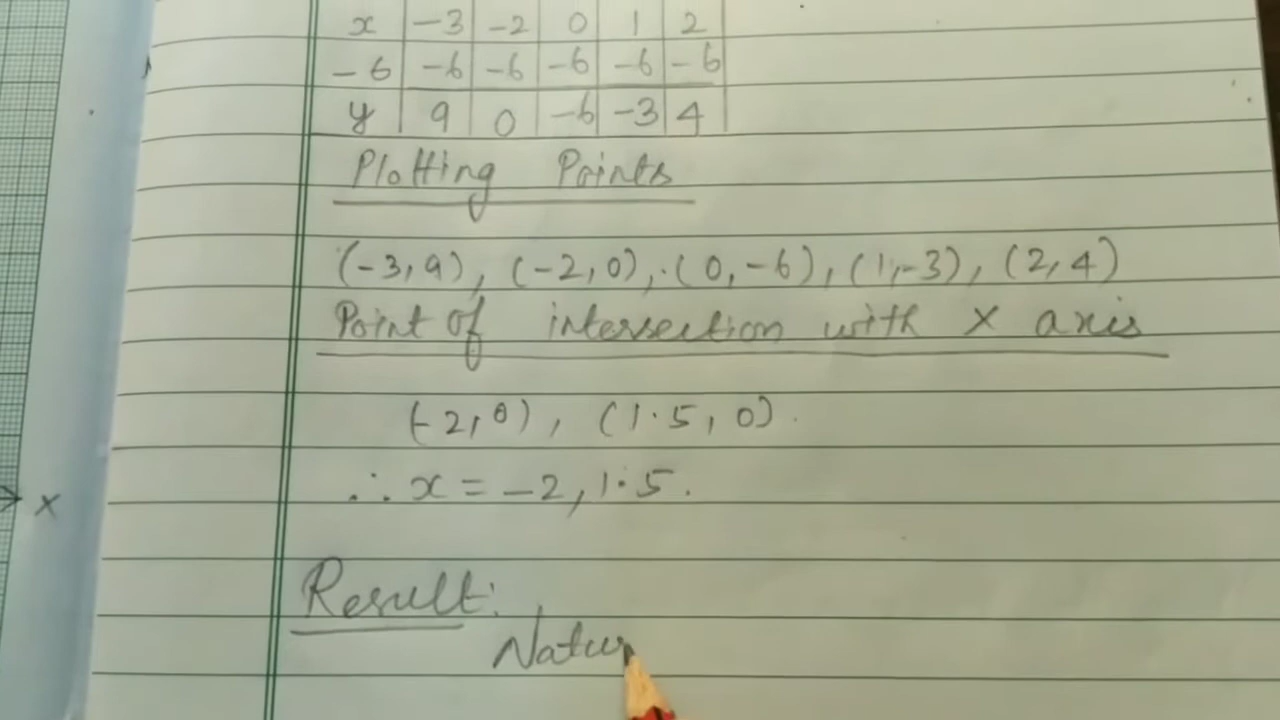 x -3 -2 0 1 2
-6 -6 -6 -6 -6 -6
y 9 0 -6 -3 4
Plotting Points
(-3,9), (-2,0), (0,-6), (1,-3), (2,4)
Point of intersection with X axis
(-2,0), (1.5,0).
∴ x = -2, 1.5.
X
Result:
Natur